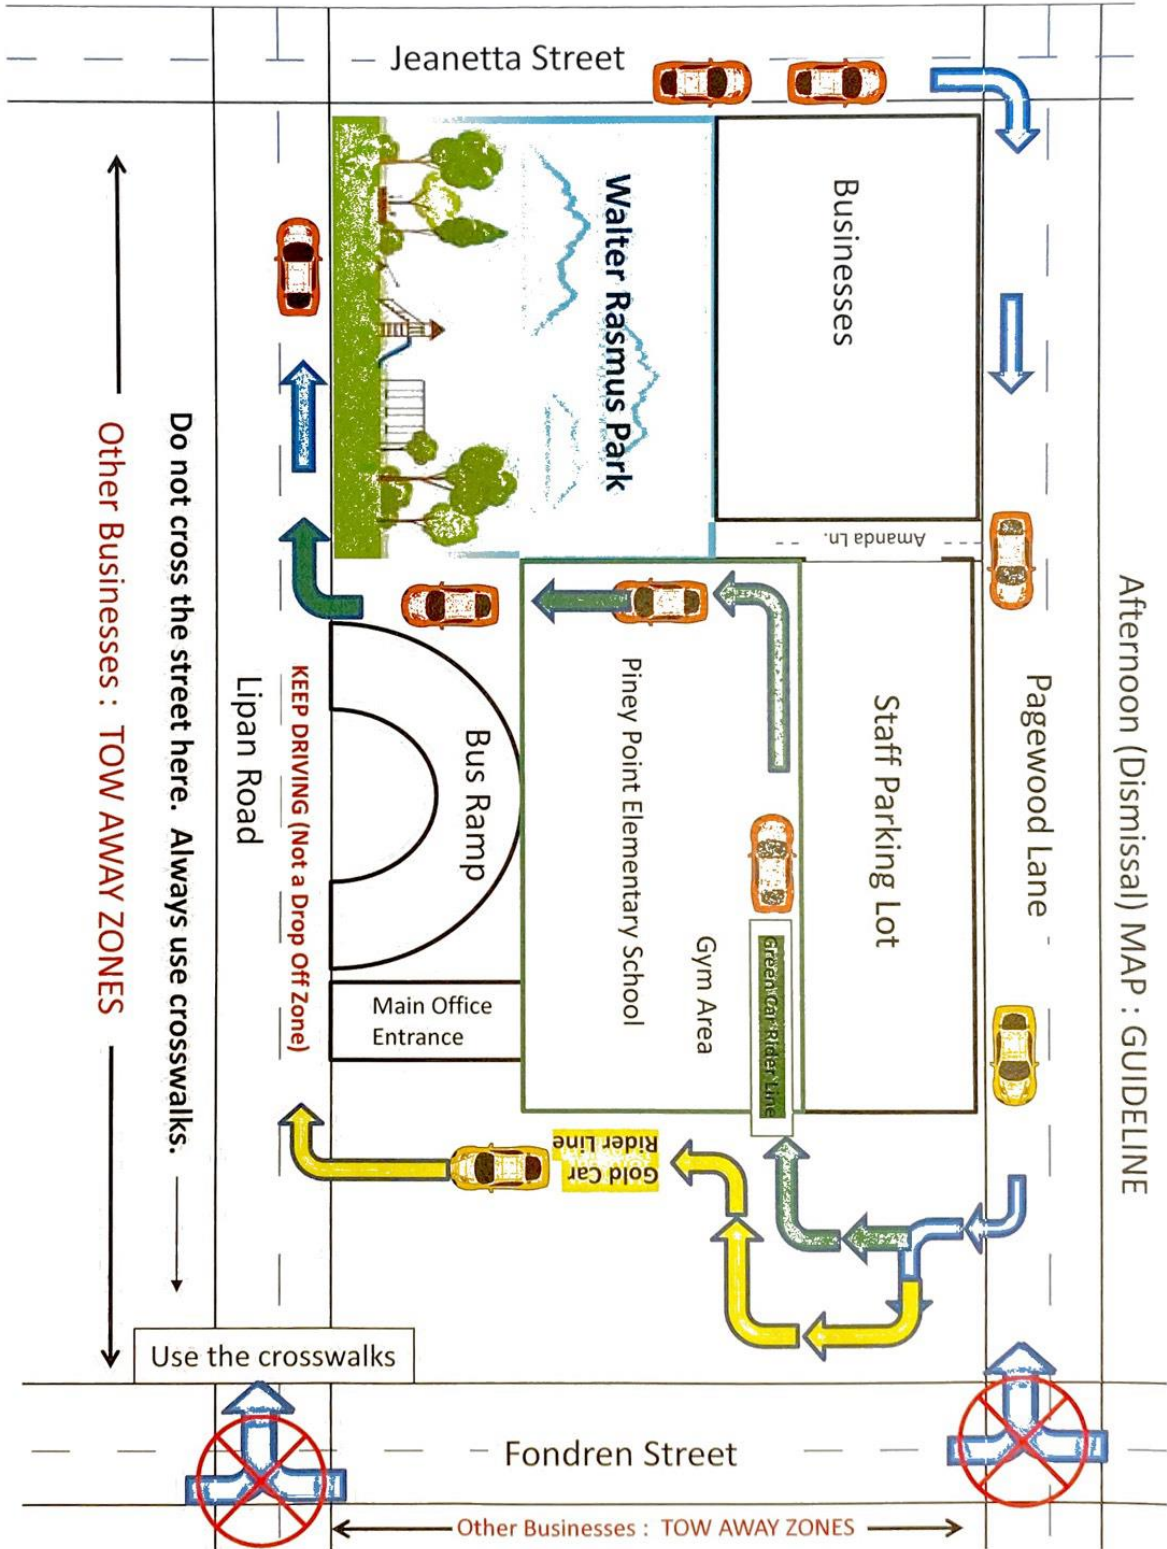 Afternoon (Dismissal) MAP : GUIDELINE
Jeanetta Street
Businesses
Walter Rasmus Park
Amanda Ln.
Pagewood Lane
Staff Parking Lot
Piney Point Elementary School
Gym Area
Green Car Rider Line
Gold Car
Rider Line
Bus Ramp
Main Office
Entrance
KEEP DRIVING (Not a Drop Off Zone)
Lipan Road
Do not cross the street here. Always use crosswalks.
Other Businesses : TOW AWAY ZONES
Use the crosswalks
Fondren Street
Other Businesses : TOW AWAY ZONES